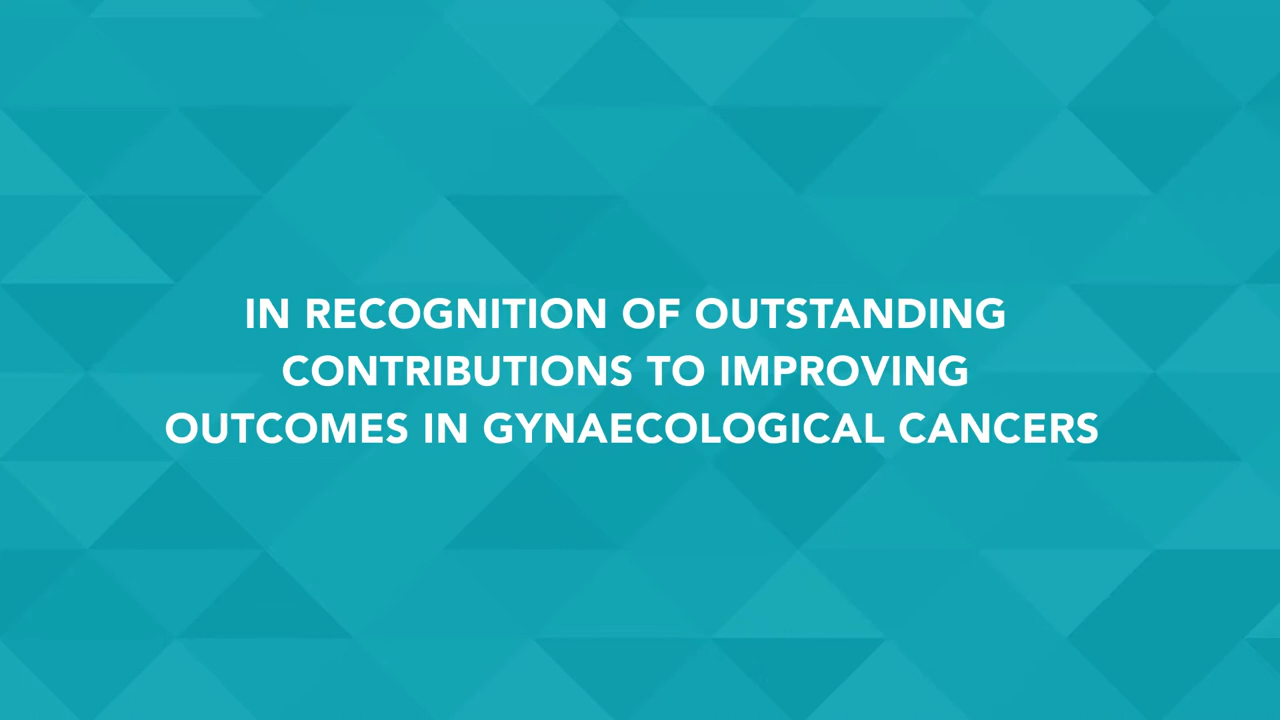 IN RECOGNITION OF OUTSTANDING
CONTRIBUTIONS TO IMPROVING
OUTCOMES IN GYNAECOLOGICAL CANCERS